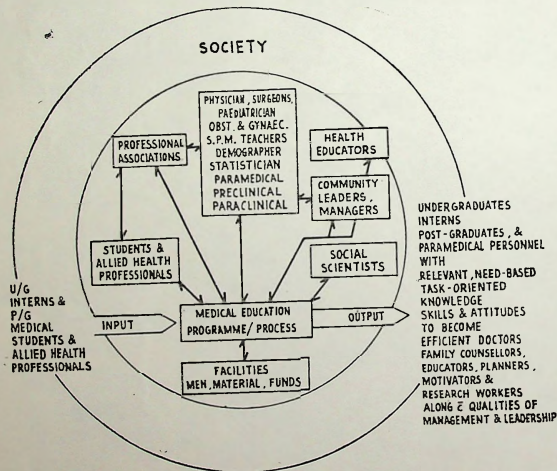 SOCIETY
PHYSICIAN, SURGEONS,
PAEDIATRICIAN
OBST. & GYNAEC.
S.P.M. TEACHERS
DEMOGRAPHER
STATISTICIAN
PARAMEDICAL
PRECLINICAL
PARACLINICAL
PROFESSIONAL
ASSOCIATIONS
HEALTH
EDUCATORS
COMMUNITY
LEADERS,
MANAGERS
STUDENTS &
ALLIED HEALTH
PROFESSIONALS
SOCIAL
SCIENTISTS
U/G
INTERNS &
P/G
MEDICAL
STUDENTS &
ALLIED HEALTH
PROFESSIONALS
INPUT
MEDICAL EDUCATION
PROGRAMME/ PROCESS
OUTPUT
FACILITIES
MEN, MATERIAL, FUNDS
UNDERGRADUATES
INTERNS
POST-GRADUATES, &
PARAMEDICAL PERSONNEL
WITH
RELEVANT, NEED-BASED
TASK-ORIENTED
KNOWLEDGE
SKILLS & ATTITUDES
TO BECOME
EFFICIENT DOCTORS
FAMILY COUNSELLORS,
EDUCATORS, PLANNERS,
MOTIVATORS &
RESEARCH WORKERS
ALONG c̄ QUALITIES OF
MANAGEMENT & LEADERSHIP